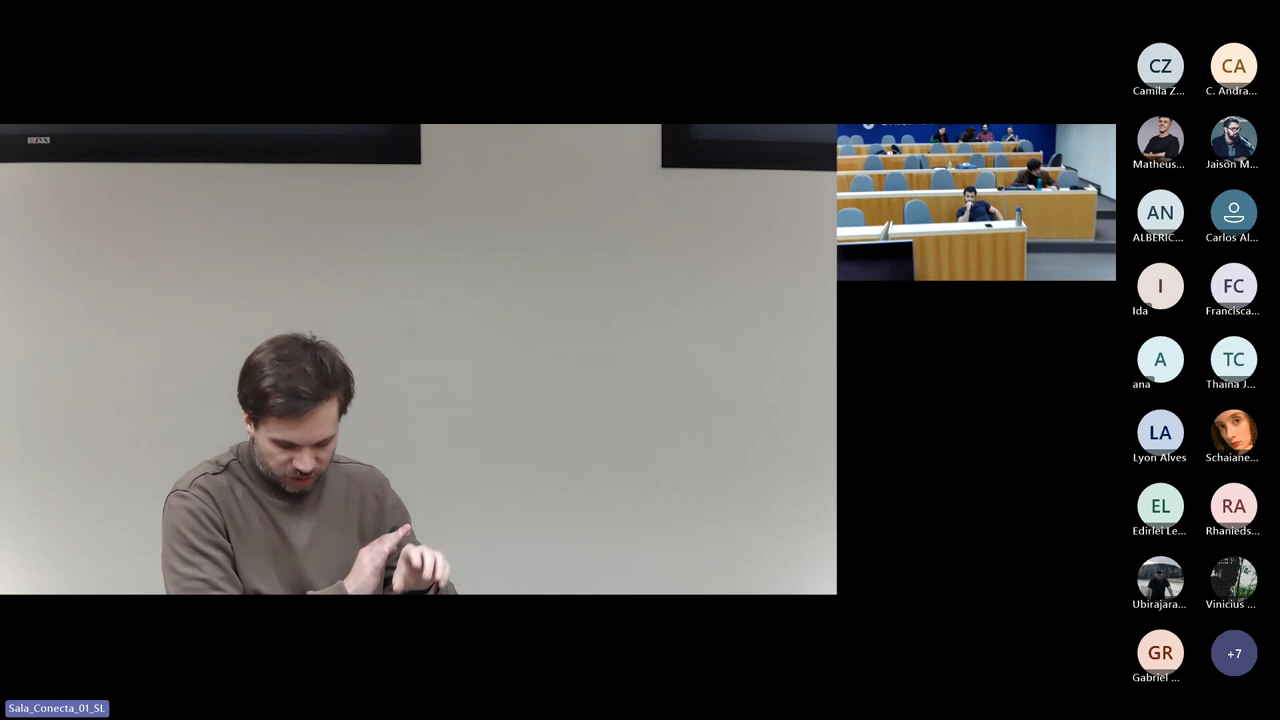 CZ
CA
Camila Z...
C. Andra...
Matheus...
Jaison M...
AN
ALBERIC...
Carlos Al...
I
FC
Ida
Francisca...
A
TC
ana
Thaina J...
LA
Lyon Alves
Schaiane...
EL
RA
Edirlei Le...
Rhanieds...
Ubirajara...
Vinicius ...
GR
+7
Gabriel ...
Sala_Conecta_01_SL